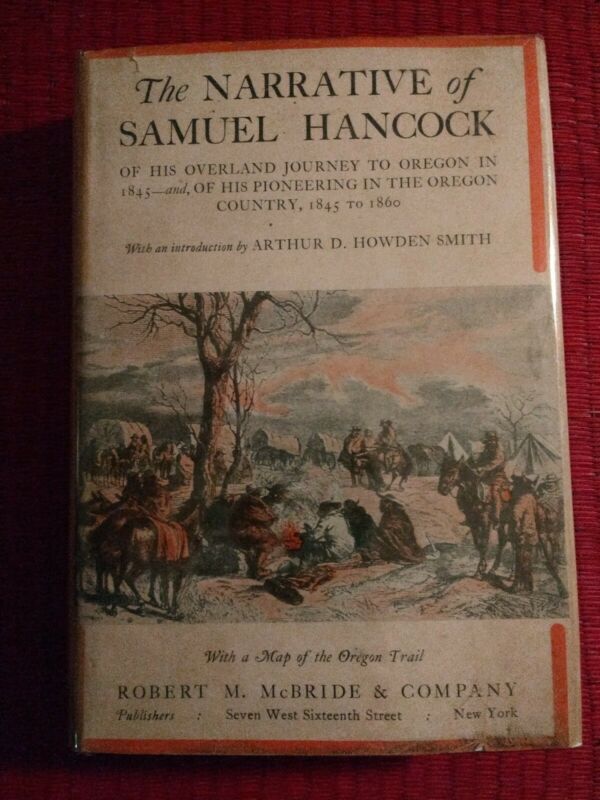 The NARRATIVE of
SAMUEL HANCOCK
OF HIS OVERLAND JOURNEY TO OREGON IN
1845—and, OF HIS PIONEERING IN THE OREGON
COUNTRY, 1845 TO 1860
With an introduction by ARTHUR D. HOWDEN SMITH
With a Map of the Oregon Trail
ROBERT M. McBRIDE & COMPANY
Publishers : Seven West Sixteenth Street : New York